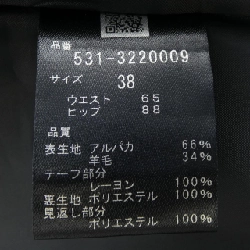 品番
531-3220009
サイズ
38
ウエスト 65
ヒップ 88
品質
表生地 アルパカ 66%
羊毛 34%
テープ部分
レーヨン 100%
裏生地 ポリエステル 100%
見返し部分
ポリエステル 100%